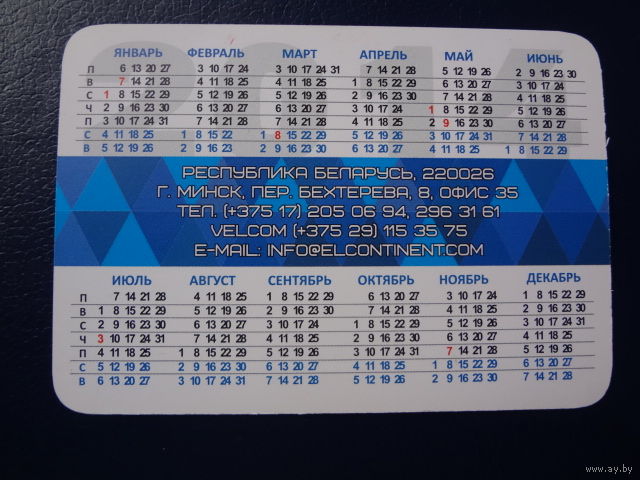 2014
ЯНВАРЬ ФЕВРАЛЬ МАРТ АПРЕЛЬ МАЙ ИЮНЬ
П 6 13 20 27 3 10 17 24 3 10 17 24 31 7 14 21 28 5 12 19 26 2 9 16 23 30
В 7 14 21 28 4 11 18 25 4 11 18 25 1 8 15 22 29 6 13 20 27 3 10 17 24
С 1 8 15 22 29 5 12 19 26 5 12 19 26 2 9 16 23 30 7 14 21 28 4 11 18 25
Ч 2 9 16 23 30 6 13 20 27 6 13 20 27 3 10 17 24 1 8 15 22 29 5 12 19 26
П 3 10 17 24 31 7 14 21 28 7 14 21 28 4 11 18 25 2 9 16 23 30 6 13 20 27
С 4 11 18 25 1 8 15 22 1 8 15 22 29 5 12 19 26 3 10 17 24 31 7 14 21 28
В 5 12 19 26 2 9 16 23 2 9 16 23 30 6 13 20 27 4 11 18 25 1 8 15 22 29
РЕСПУБЛИКА БЕЛАРУСЬ, 220026
Г. МИНСК, ПЕР. БЕХТЕРЕВА, 8, ОФИС 35
ТЕЛ. (+375 17) 205 06 94, 296 31 61
VELCOM (+375 29) 115 35 75
E-MAIL: INFO@ELCONTINENT.COM
ИЮЛЬ АВГУСТ СЕНТЯБРЬ ОКТЯБРЬ НОЯБРЬ ДЕКАБРЬ
П 7 14 21 28 4 11 18 25 1 8 15 22 29 6 13 20 27 3 10 17 24 1 8 15 22 29
В 1 8 15 22 29 5 12 19 26 2 9 16 23 30 7 14 21 28 4 11 18 25 2 9 16 23 30
С 2 9 16 23 30 6 13 20 27 3 10 17 24 1 8 15 22 29 5 12 19 26 3 10 17 24 31
Ч 3 10 17 24 31 7 14 21 28 4 11 18 25 2 9 16 23 30 6 13 20 27 4 11 18 25
П 4 11 18 25 1 8 15 22 29 5 12 19 26 3 10 17 24 31 7 14 21 28 5 12 19 26
С 5 12 19 26 2 9 16 23 30 6 13 20 27 4 11 18 25 1 8 15 22 29 6 13 20 27
В 6 13 20 27 3 10 17 24 31 7 14 21 28 5 12 19 26 2 9 16 23 30 7 14 21 28
www.ay.by